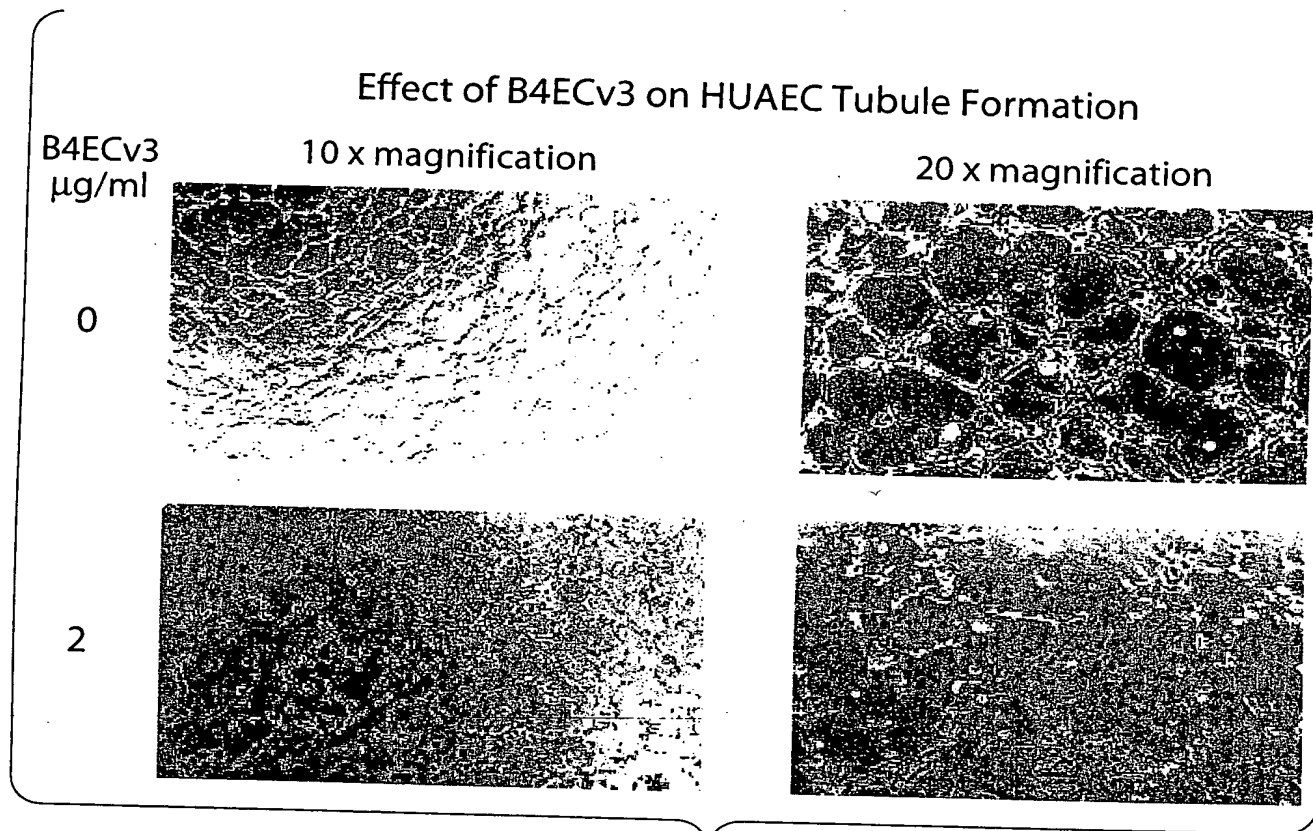 Effect of B4ECv3 on HUAEC Tubule Formation
B4ECv3
μg/ml
10 x magnification
20 x magnification
0
2